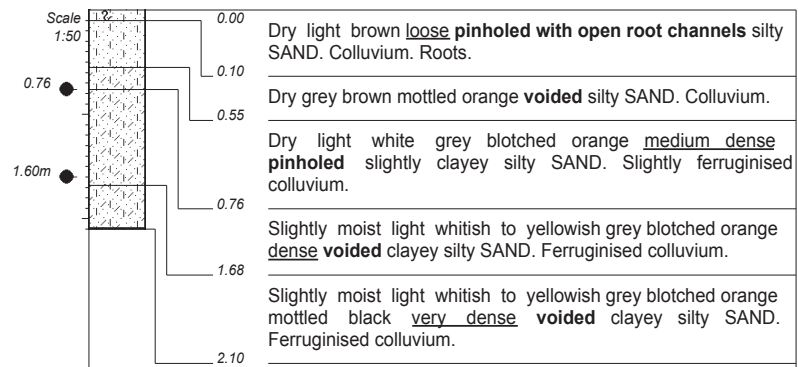 Scale
1:50
0.76
1.60m
?
0.00
Dry light brown loose pinholed with open root channels silty
SAND. Colluvium. Roots.
0.10
Dry grey brown mottled orange voided silty SAND. Colluvium.
0.55
Dry light white grey blotched orange medium dense
pinholed slightly clayey silty SAND. Slightly ferruginised
colluvium.
0.76
Slightly moist light whitish to yellowish grey blotched orange
dense voided clayey silty SAND. Ferruginised colluvium.
1.68
Slightly moist light whitish to yellowish grey blotched orange
mottled black very dense voided clayey silty SAND.
Ferruginised colluvium.
2.10